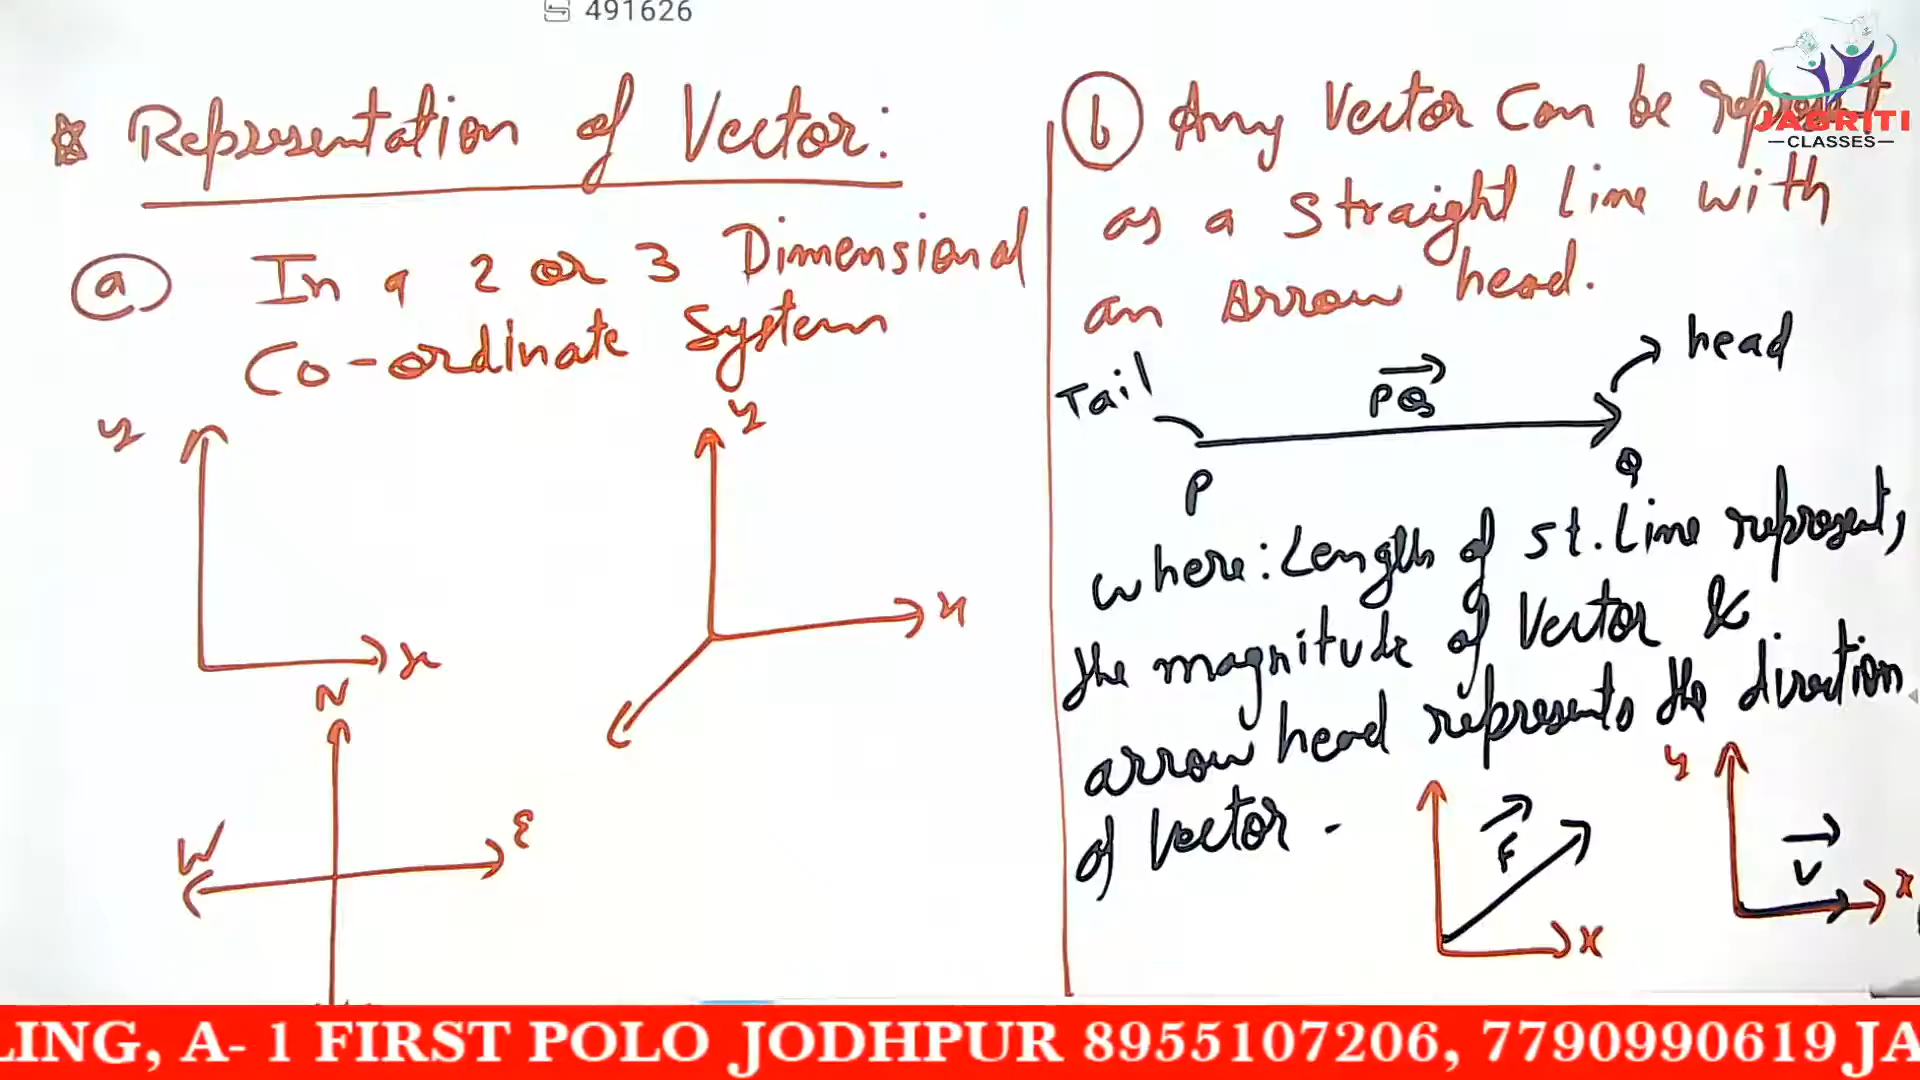 491626
Representation of Vector:
a In a 2 or 3 Dimensional
Co-ordinate System
y
x
y
x
N
W
E
b Any Vector Can be represent
as a Straight Line with
an Arrow head.
Tail
PQ
head
P
Q
where: Length of St. Line represent,
the magnitude of Vector &
arrow head represents the direction
of Vector -
F
x
y
V
x
JAGRITI
CLASSES
LING, A- 1 FIRST POLO JODHPUR 8955107206, 7790990619 JA